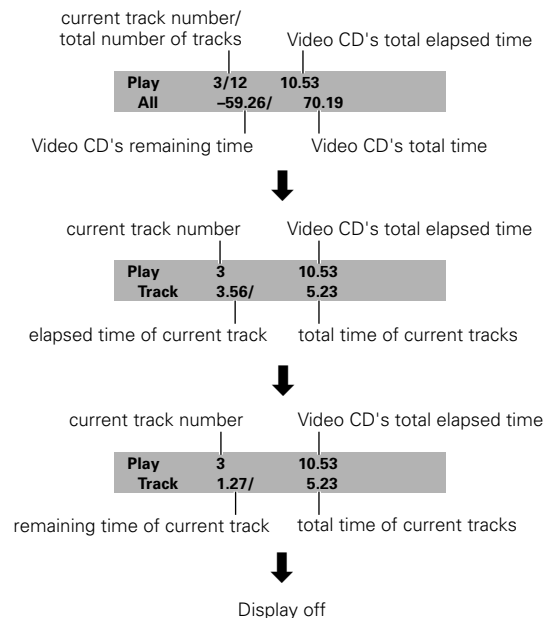 current track number/
total number of tracks
Video CD's total elapsed time
Play 3/12 10.53
All –59.26/ 70.19
Video CD's remaining time Video CD's total time
current track number Video CD's total elapsed time
Play 3 10.53
Track 3.56/ 5.23
elapsed time of current track total time of current tracks
current track number Video CD's total elapsed time
Play 3 10.53
Track 1.27/ 5.23
remaining time of current track total time of current tracks
Display off